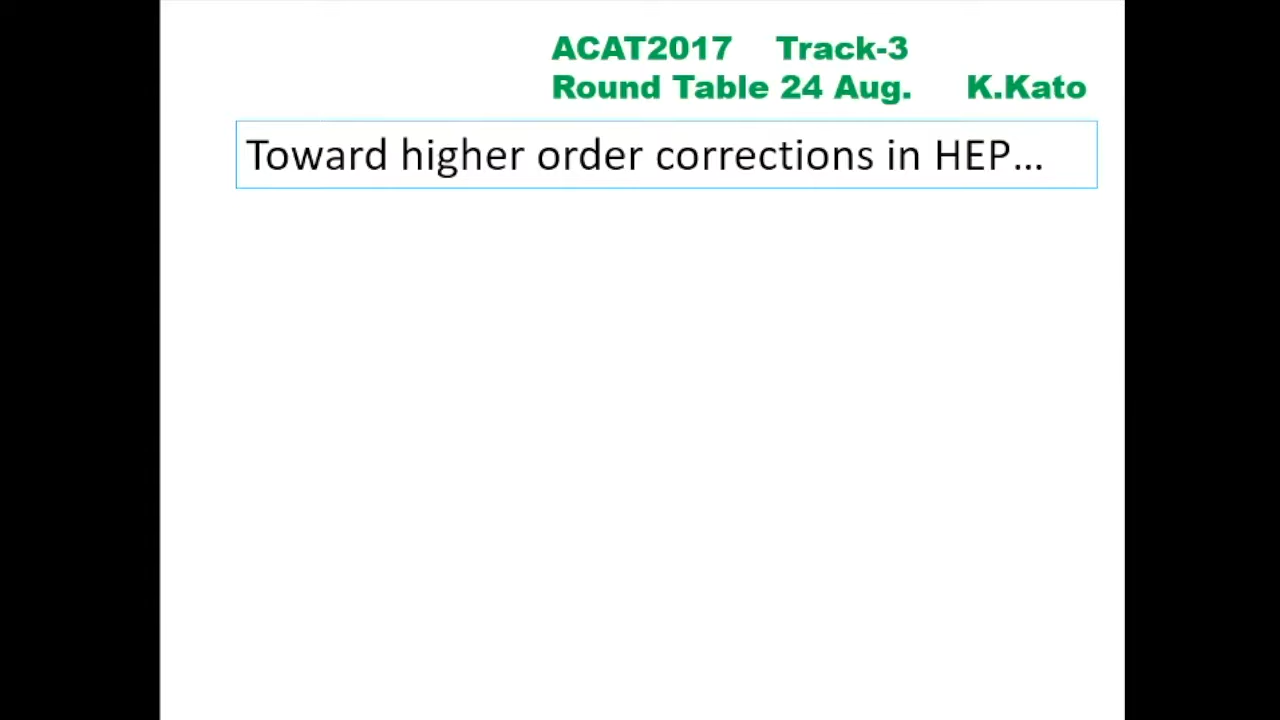 ACAT2017 Track-3
Round Table 24 Aug. K.Kato
Toward higher order corrections in HEP...